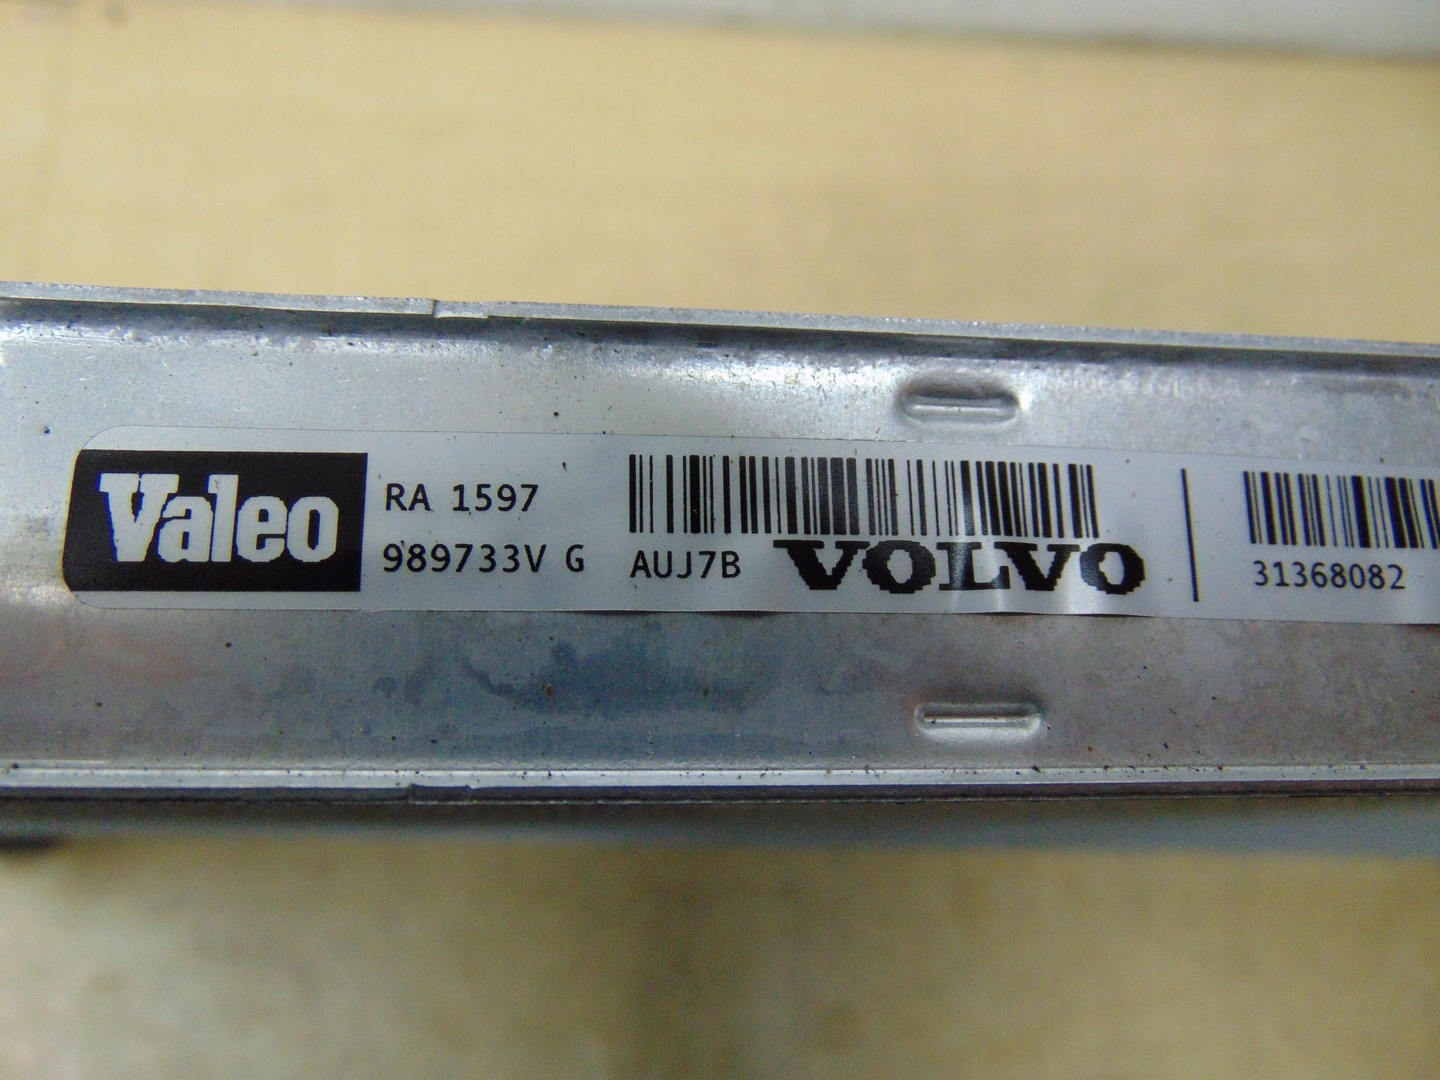 Valeo
RA 1597
989733V G
AUJ7B VOLVO
31368082